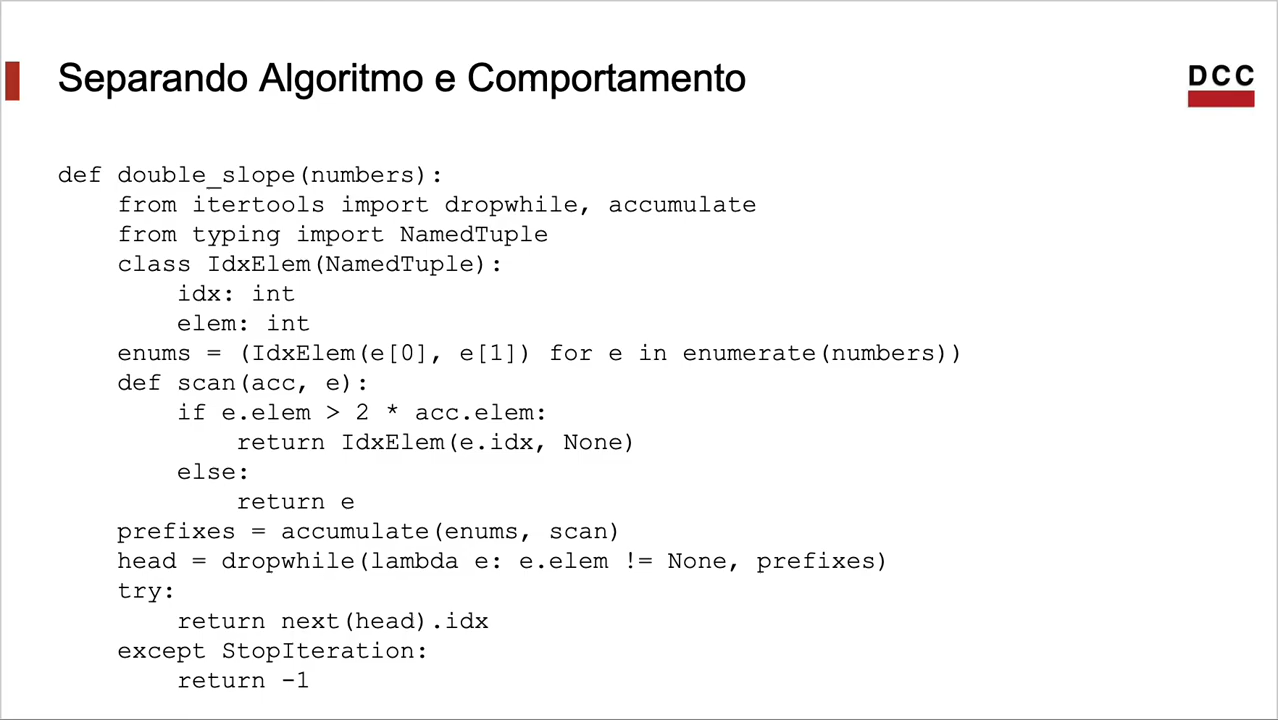 Separando Algoritmo e Comportamento
DCC
def double_slope(numbers):
    from itertools import dropwhile, accumulate
    from typing import NamedTuple
    class IdxElem(NamedTuple):
        idx: int
        elem: int
    enums = (IdxElem(e[0], e[1]) for e in enumerate(numbers))
    def scan(acc, e):
        if e.elem > 2 * acc.elem:
            return IdxElem(e.idx, None)
        else:
            return e
    prefixes = accumulate(enums, scan)
    head = dropwhile(lambda e: e.elem != None, prefixes)
    try:
        return next(head).idx
    except StopIteration:
        return -1